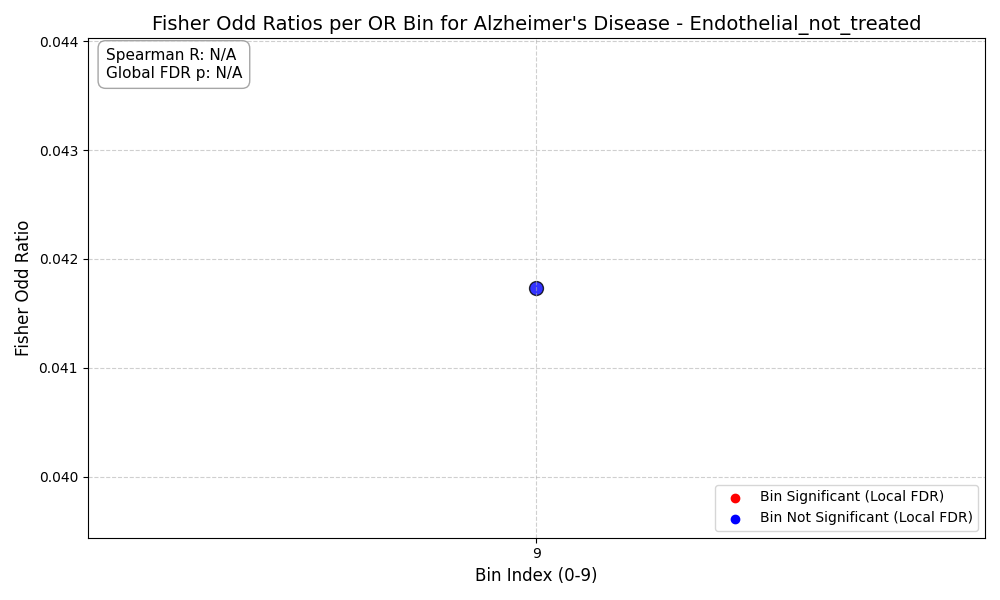 Fisher Odd Ratios per OR Bin for Alzheimer's Disease - Endothelial_not_treated
Spearman R: N/A
Global FDR p: N/A
0.044
0.043
0.042
0.041
0.040
Fisher Odd Ratio
Bin Significant (Local FDR)
Bin Not Significant (Local FDR)
9
Bin Index (0-9)